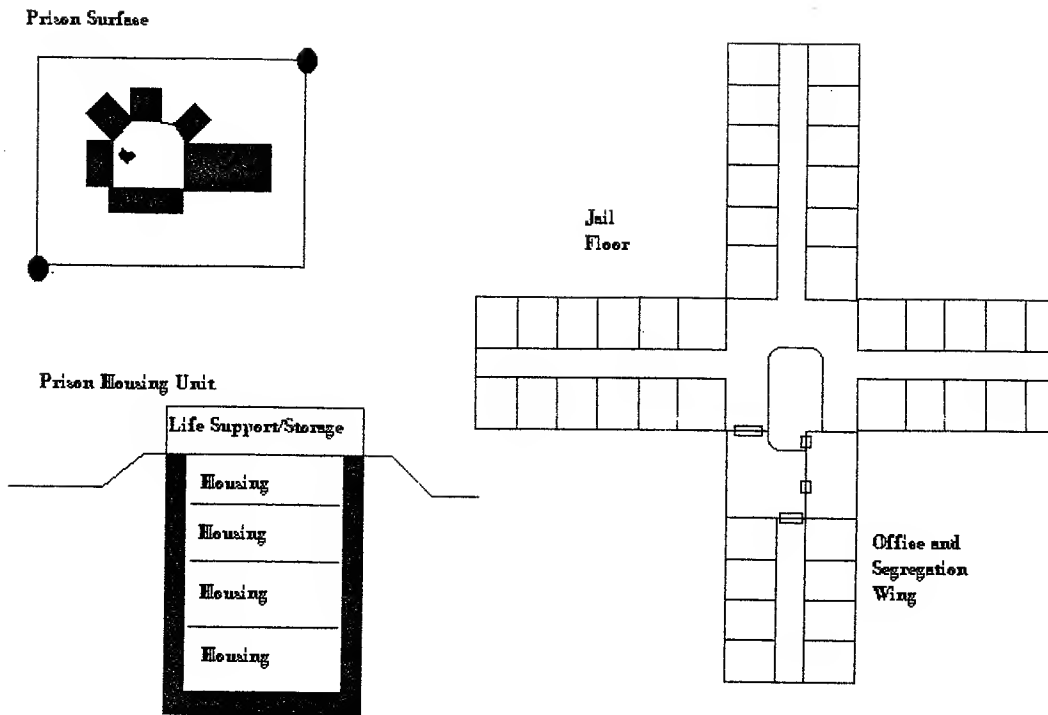 Prison Surface
Jail
Floor
Prison Housing Unit
Life Support/Storage
Housing
Housing
Housing
Housing
Office and
Segregation
Wing